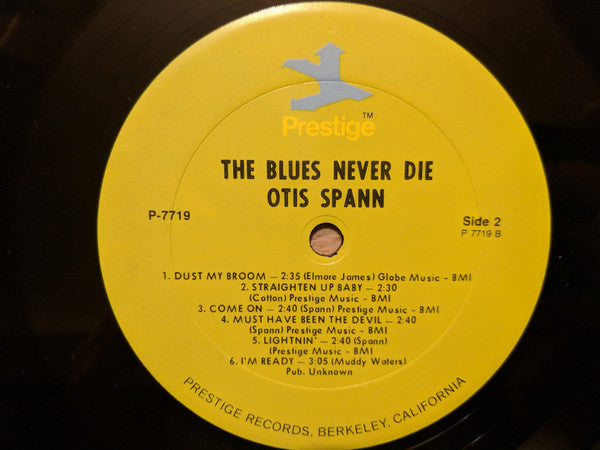 TM
Prestige
THE BLUES NEVER DIE
OTIS SPANN
P-7719
Side 2
P 7719 B
1. DUST MY BROOM — 2:35 (Elmore James) Globe Music - BMI
2. STRAIGHTEN UP BABY — 2:30
(Cotton) Prestige Music - BMI
3. COME ON — 2:40 (Spann) Prestige Music - BMI
4. MUST HAVE BEEN THE DEVIL — 2:40
(Spann) Prestige Music - BMI
5. LIGHTNIN' — 2:40 (Spann)
(Prestige Music - BMI
6. I'M READY — 3:05 (Muddy Waters)
Pub. Unknown
PRESTIGE RECORDS, BERKELEY, CALIFORNIA